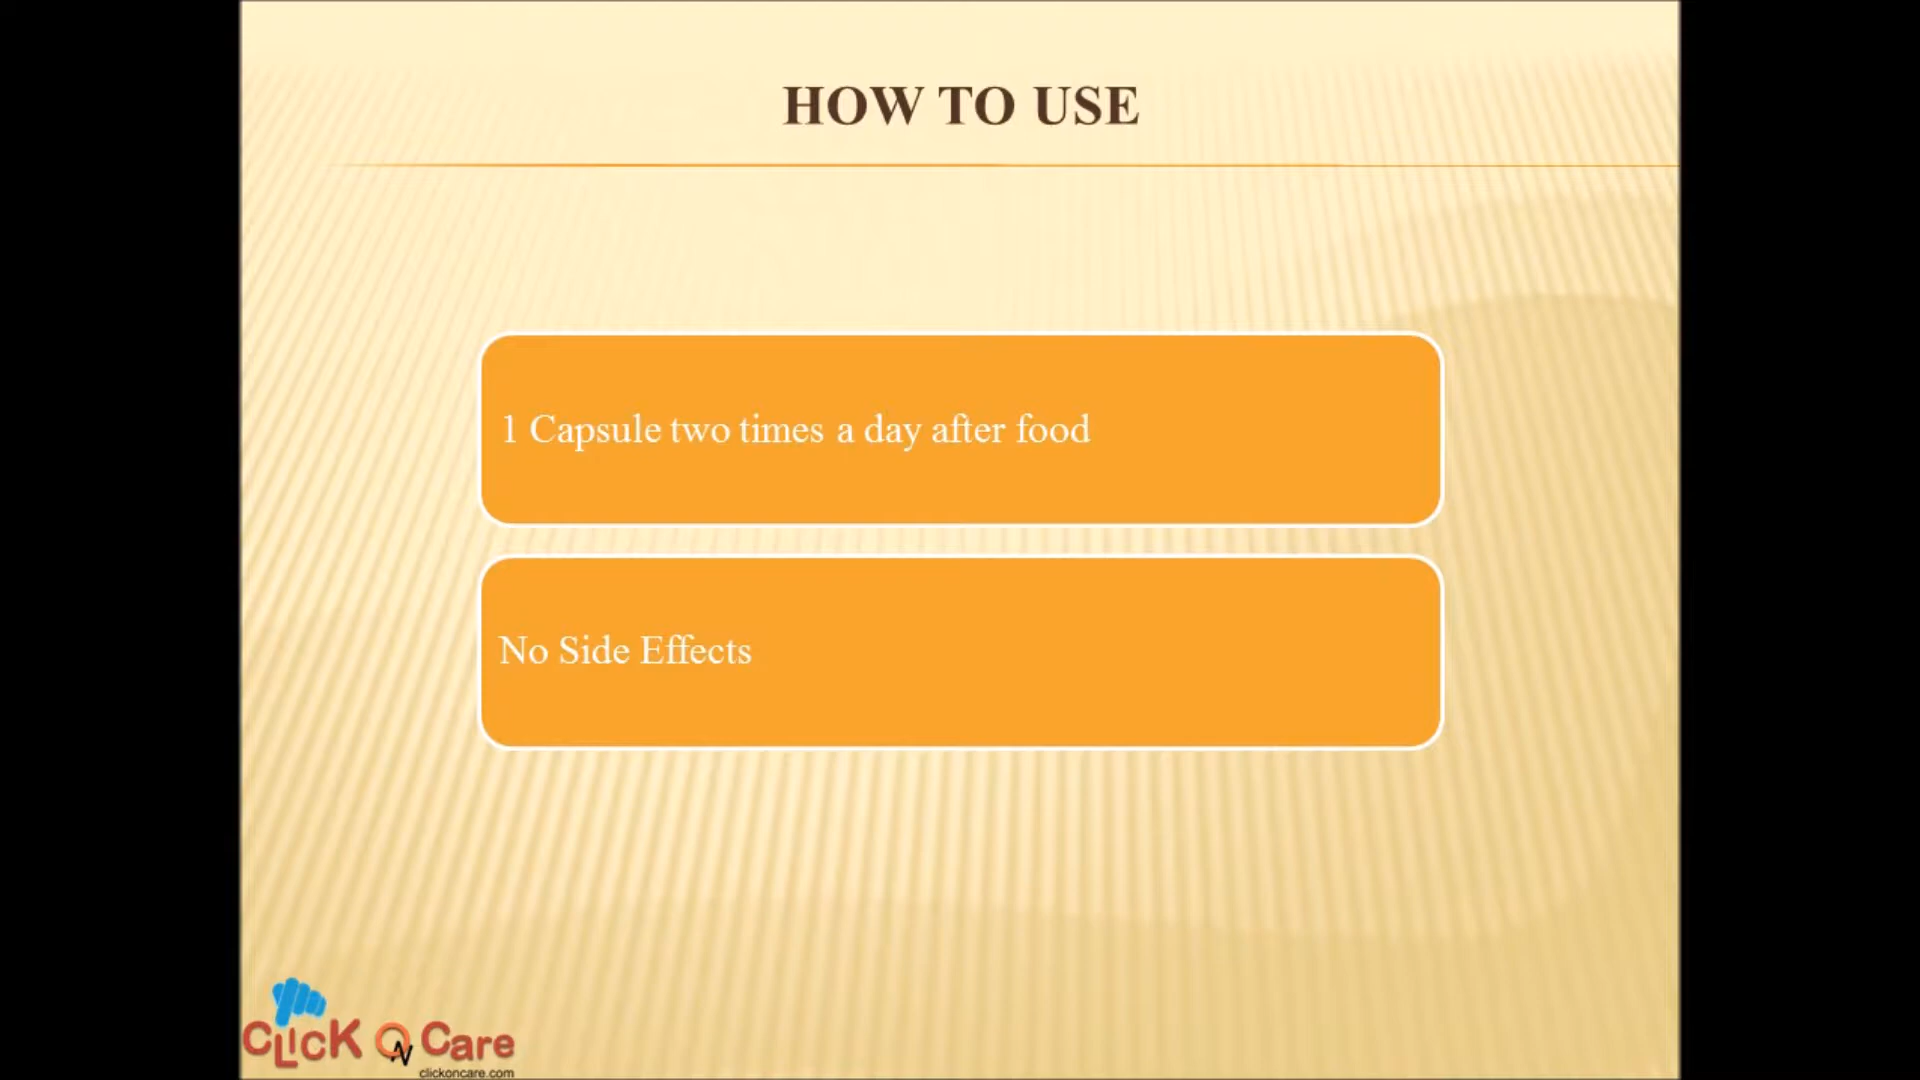 HOW TO USE
1 Capsule two times a day after food
No Side Effects
CLicK ON Care
clickoncare.com